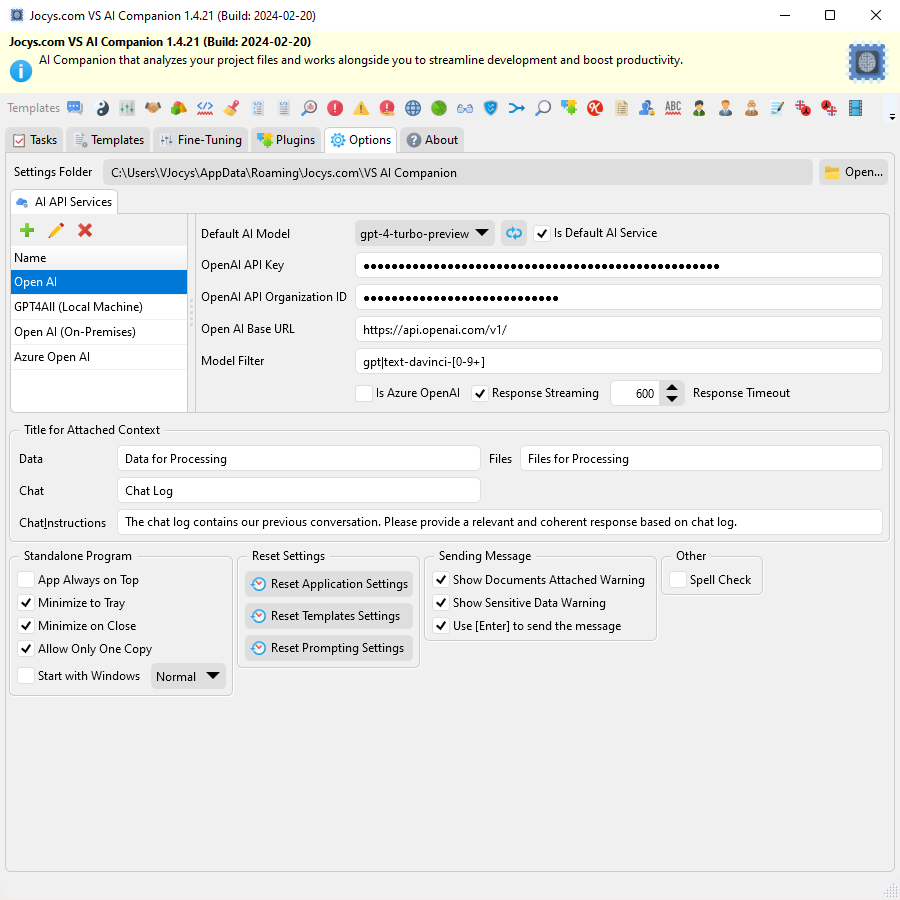 Jocys.com VS AI Companion 1.4.21 (Build: 2024-02-20)
Jocys.com VS AI Companion 1.4.21 (Build: 2024-02-20)
AI Companion that analyzes your project files and works alongside you to streamline development and boost productivity.
Templates
ABC
Tasks Templates Fine-Tuning Plugins Options About
Settings Folder C:\Users\VJocys\AppData\Roaming\Jocys.com\VS AI Companion Open...
AI API Services
Name
Open AI
GPT4All (Local Machine)
Open AI (On-Premises)
Azure Open AI
Default AI Model gpt-4-turbo-preview Is Default AI Service
OpenAI API Key ●●●●●●●●●●●●●●●●●●●●●●●●●●●●●●●●●●●●●●●●●●●●●●●●●●●
OpenAI API Organization ID ●●●●●●●●●●●●●●●●●●●●●●●●●●●●
Open AI Base URL https://api.openai.com/v1/
Model Filter gpt|text-davinci-[0-9+]
Is Azure OpenAI Response Streaming 600 Response Timeout
Title for Attached Context
Data Data for Processing Files Files for Processing
Chat Chat Log
ChatInstructions The chat log contains our previous conversation. Please provide a relevant and coherent response based on chat log.
Standalone Program
App Always on Top
Minimize to Tray
Minimize on Close
Allow Only One Copy
Start with Windows Normal
Reset Settings
Reset Application Settings
Reset Templates Settings
Reset Prompting Settings
Sending Message
Show Documents Attached Warning
Show Sensitive Data Warning
Use [Enter] to send the message
Other
Spell Check